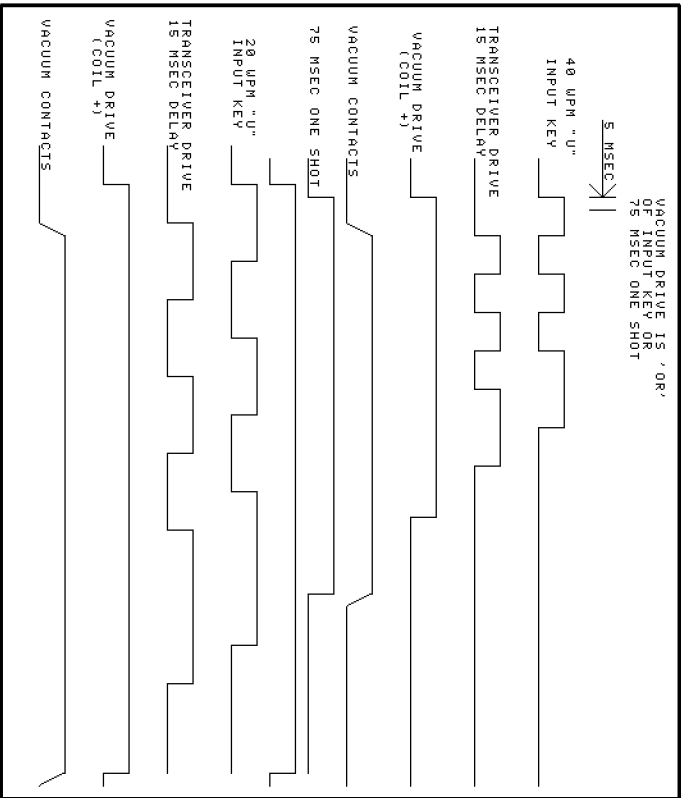 VACUUM DRIVE IS 'OR'
OF INPUT KEY OR
75 MSEC ONE SHOT
5 MSEC
40 WPM "U"
INPUT KEY
TRANSCEIVER DRIVE
15 MSEC DELAY
VACUUM DRIVE
(COIL +)
VACUUM CONTACTS
75 MSEC ONE SHOT
20 WPM "U"
INPUT KEY
TRANSCEIVER DRIVE
15 MSEC DELAY
VACUUM DRIVE
(COIL +)
VACUUM CONTACTS